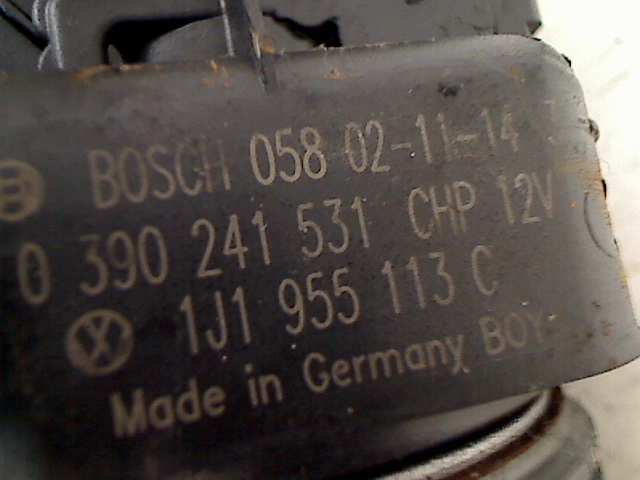 BOSCH 058 02-11-14
0 390 241 531 CHP 12V
1J1 955 113 C
Made in Germany BOY